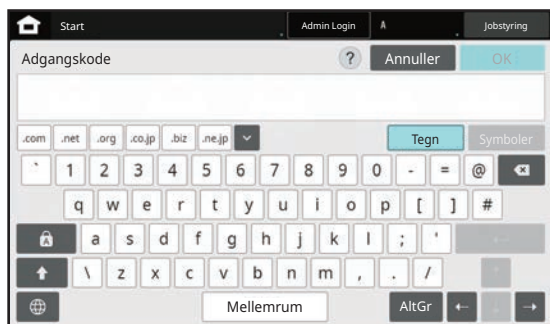 Start Admin Login A Jobstyring
Adgangskode ? Annuller OK
.com .net .org .co.jp .biz .ne.jp Tegn Symboler
` 1 2 3 4 5 6 7 8 9 0 - = @
q w e r t y u i o p [ ] #
A a s d f g h j k l ; '
\ z x c v b n m , . /
Mellemrum AltGr